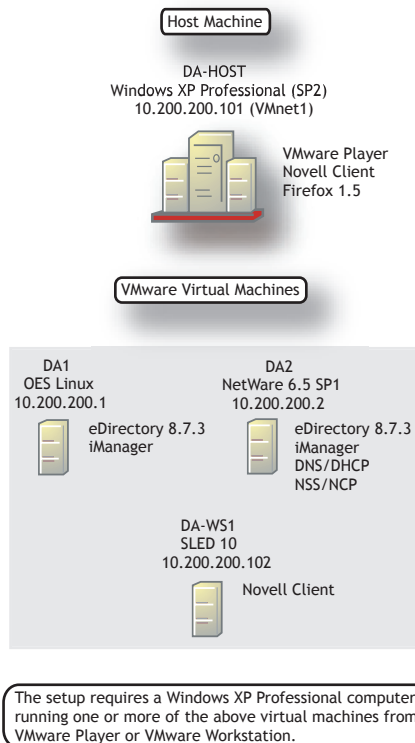 Host Machine
DA-HOST
Windows XP Professional (SP2)
10.200.200.101 (VMnet1)
VMware Player
Novell Client
Firefox 1.5
VMware Virtual Machines
DA1
OES Linux
10.200.200.1
eDirectory 8.7.3
iManager
DA2
NetWare 6.5 SP1
10.200.200.2
eDirectory 8.7.3
iManager
DNS/DHCP
NSS/NCP
DA-WS1
SLED 10
10.200.200.102
Novell Client
The setup requires a Windows XP Professional computer
running one or more of the above virtual machines from
VMware Player or VMware Workstation.